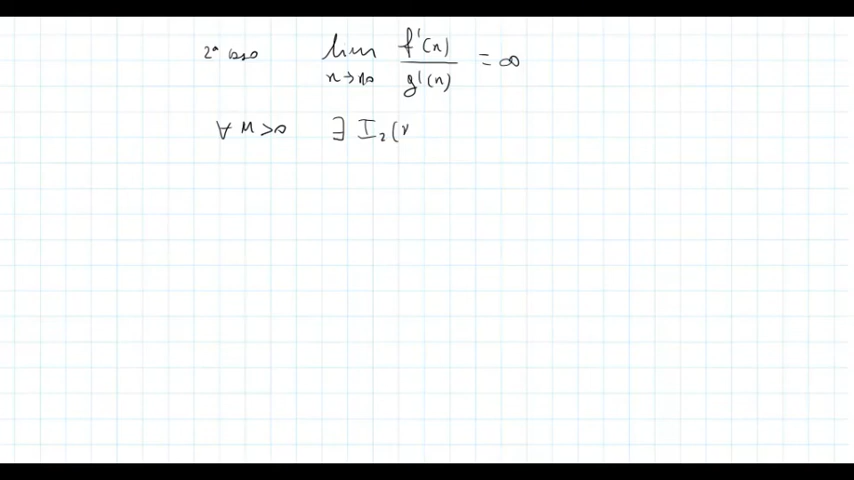 2° caso lim x→x₀ f'(x)/g'(x) = ∞
∀ M>0 ∃ I₂(x